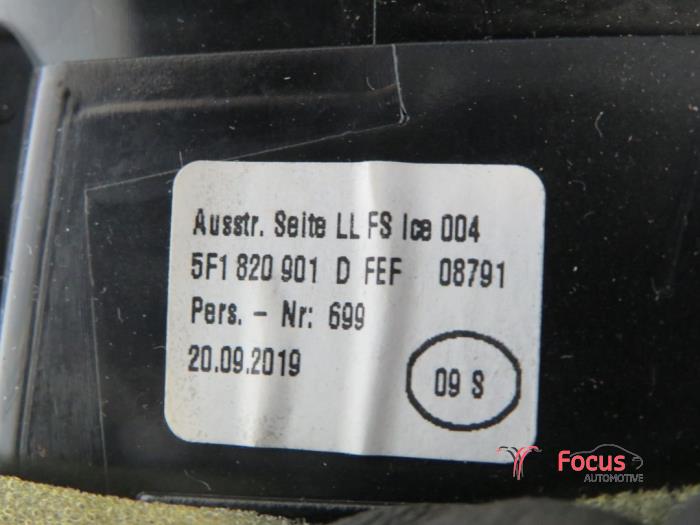 Ausstr. Seite LL FS Ice 004
5F1 820 901 D FEF 08791
Pers. - Nr: 699
20.09.2019
09 S
Focus
AUTOMOTIVE